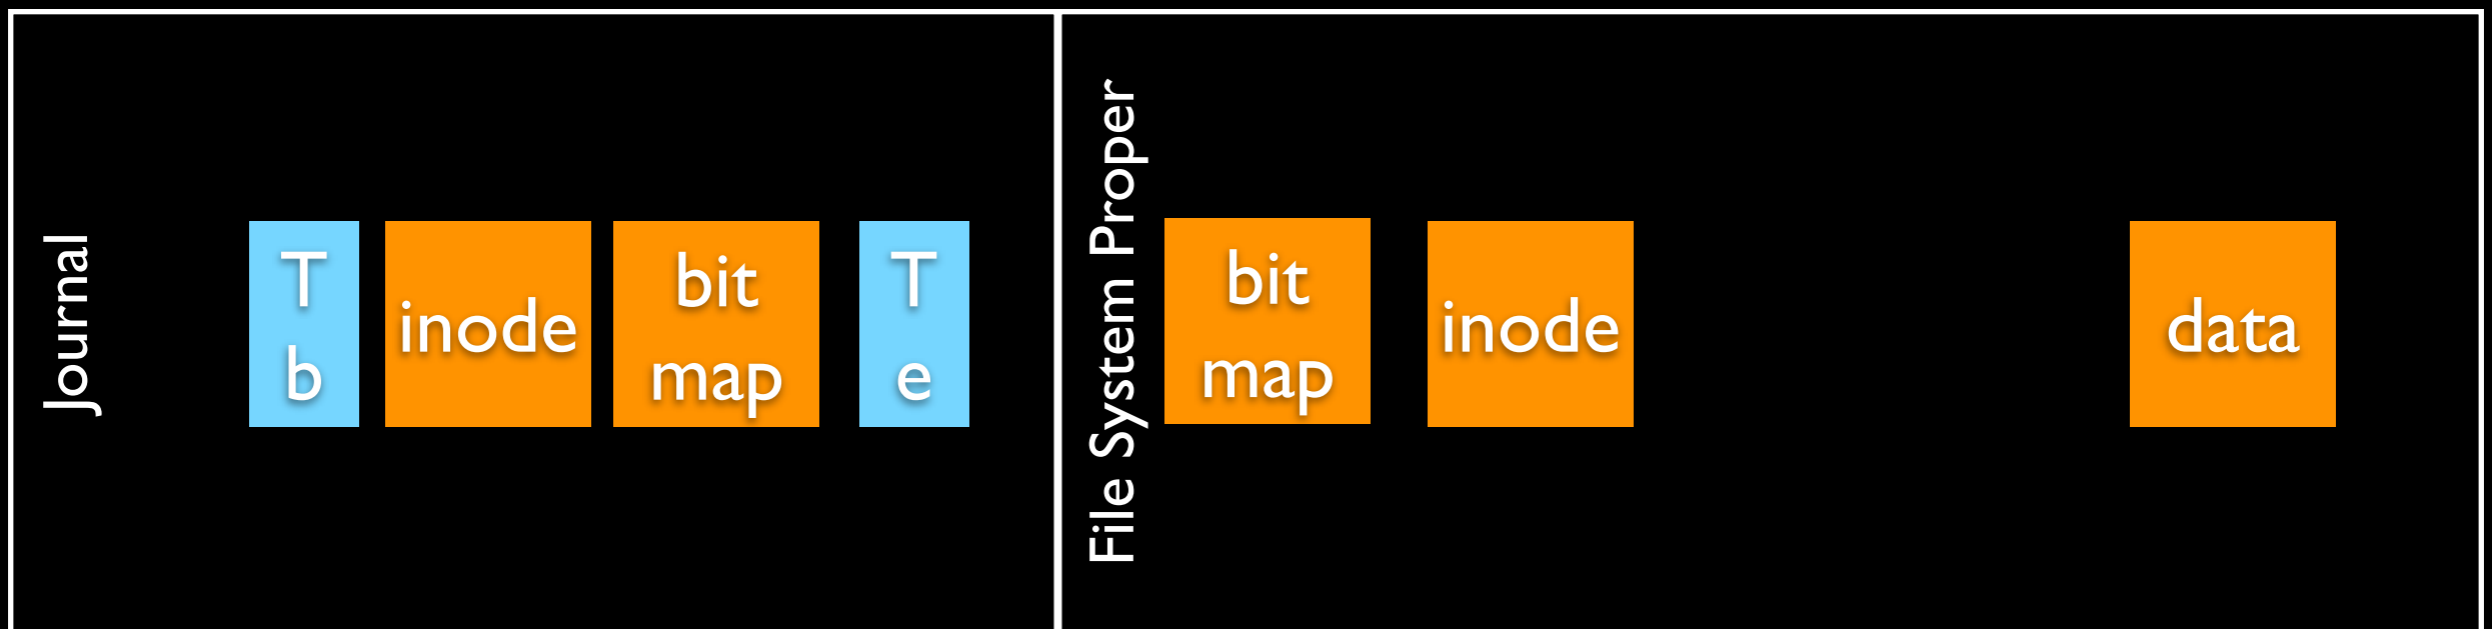 Journal
T
b
inode
bit
map
T
e
File System Proper
bit
map
inode
data